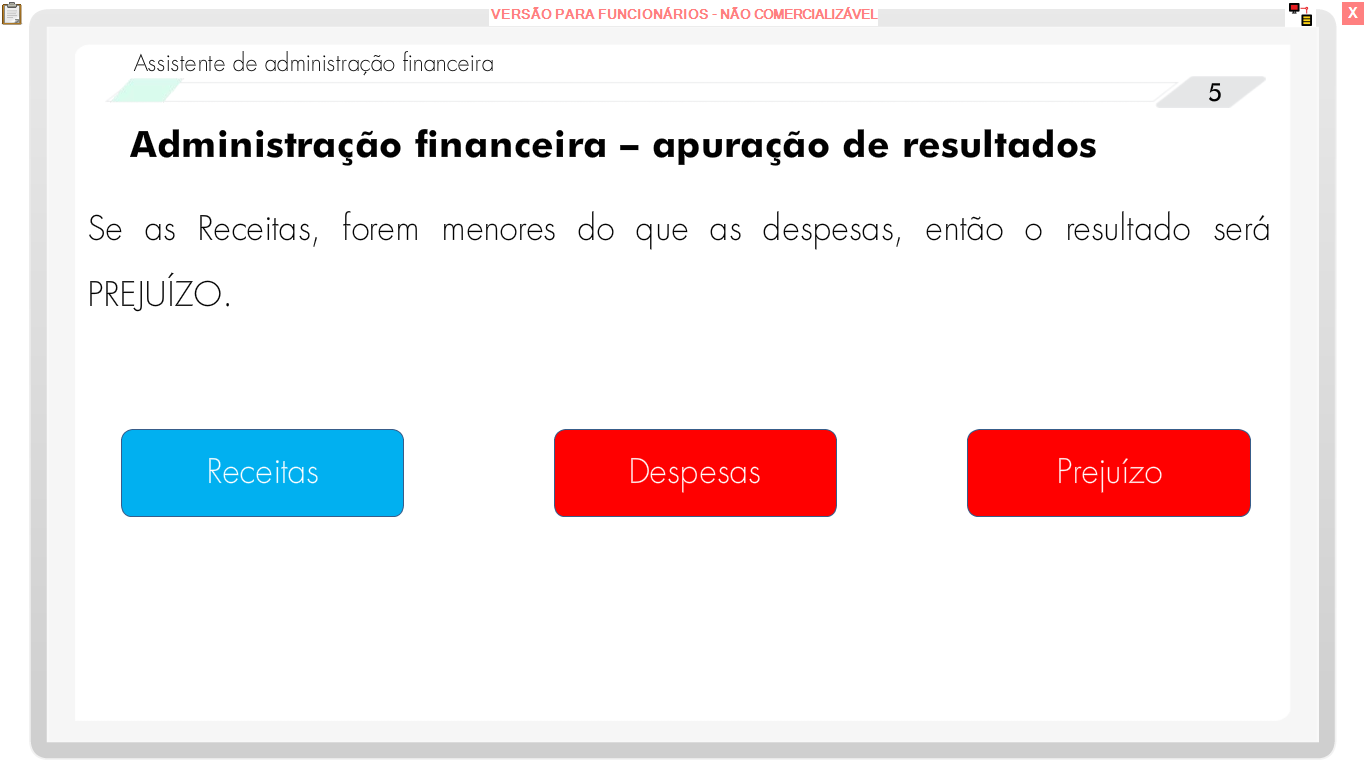 VERSÃO PARA FUNCIONÁRIOS - NÃO COMERCIALIZÁVEL
X
Assistente de administração financeira
5
Administração financeira – apuração de resultados
Se as Receitas, forem menores do que as despesas, então o resultado será
PREJUÍZO.
Receitas
Despesas
Prejuízo